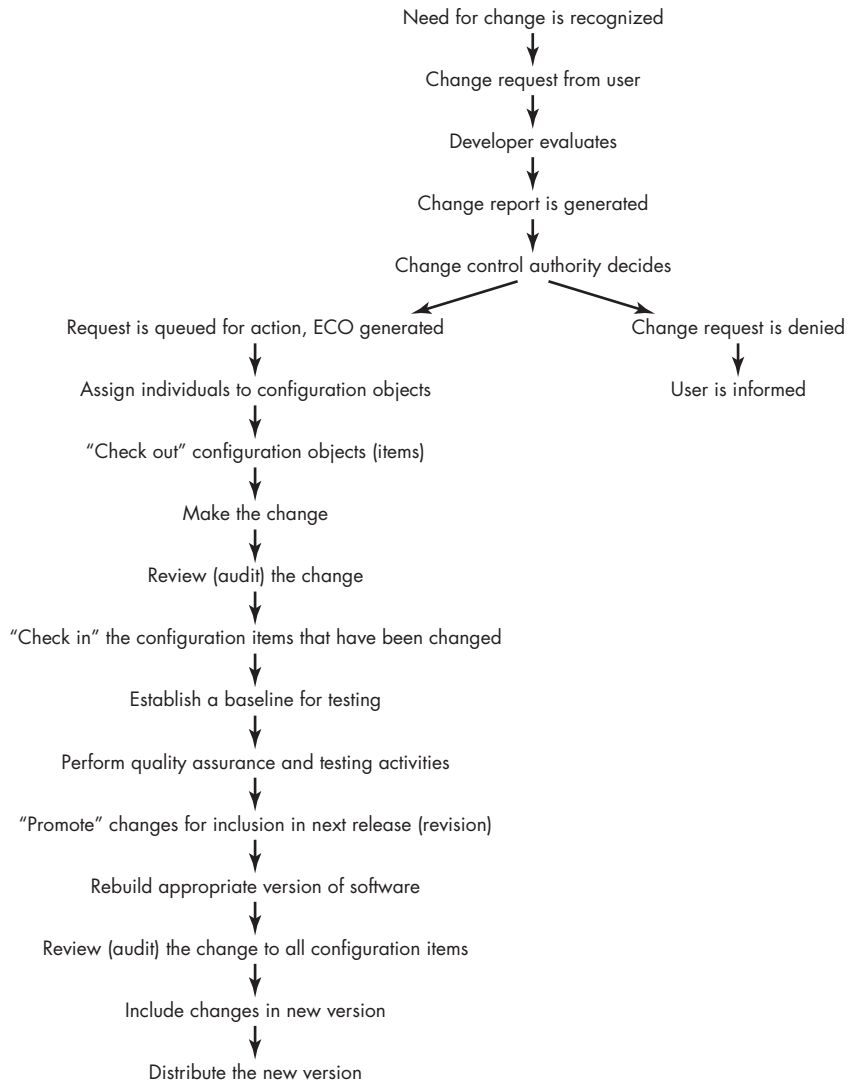 Need for change is recognized
Change request from user
Developer evaluates
Change report is generated
Change control authority decides
Request is queued for action, ECO generated
Change request is denied
Assign individuals to configuration objects
User is informed
“Check out” configuration objects (items)
Make the change
Review (audit) the change
“Check in” the configuration items that have been changed
Establish a baseline for testing
Perform quality assurance and testing activities
“Promote” changes for inclusion in next release (revision)
Rebuild appropriate version of software
Review (audit) the change to all configuration items
Include changes in new version
Distribute the new version